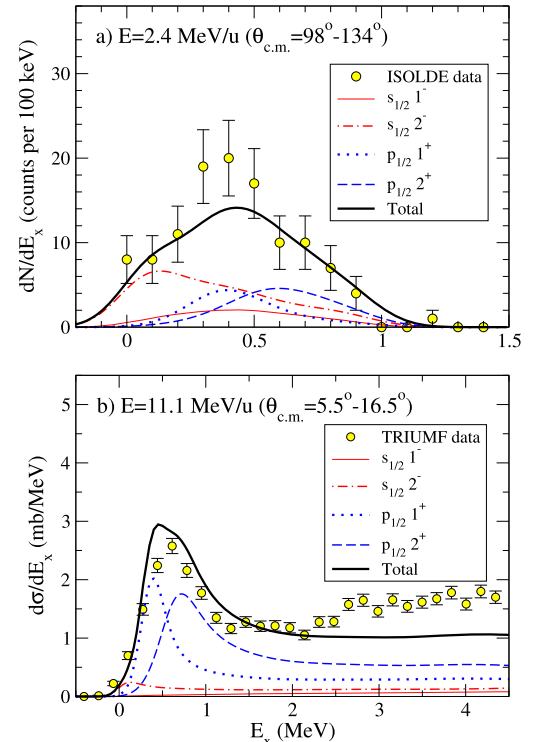 a) E=2.4 MeV/u (θc.m.=98°-134°)
30
20
10
0
dN/dEx (counts per 100 keV)
ISOLDE data
s1/2 1-
s1/2 2-
p1/2 1+
p1/2 2+
Total
0
0.5
1
1.5
b) E=11.1 MeV/u (θc.m.=5.5°-16.5°)
5
4
3
2
1
0
dσ/dEx (mb/MeV)
TRIUMF data
s1/2 1-
s1/2 2-
p1/2 1+
p1/2 2+
Total
0
1
2
3
4
Ex (MeV)